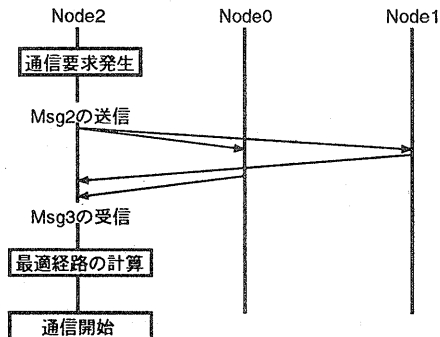 Node2 Node0 Node1
通信要求発生
Msg2の送信
Msg3の受信
最適経路の計算
通信開始